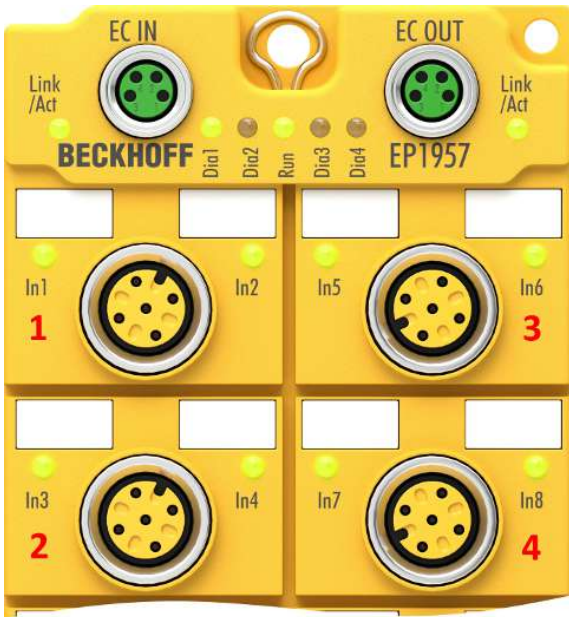 EC IN
EC OUT
Link
/Act
Link
/Act
BECKHOFF
Dia1
Dia2
Run
Dia3
Dia4
EP1957
In1
In2
In5
In6
1
3
In3
In4
In7
In8
2
4